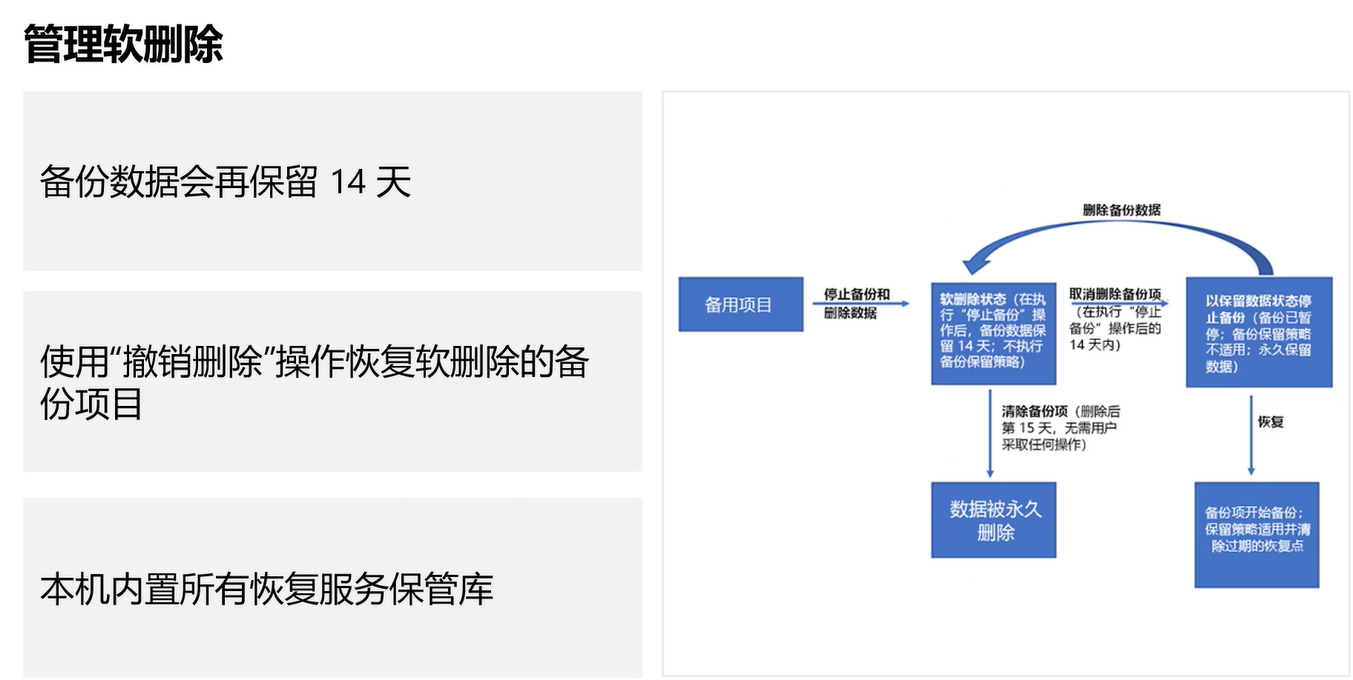 管理软删除
备份数据会再保留 14 天
使用“撤销删除”操作恢复软删除的备
份项目
本机内置所有恢复服务保管库
删除备份数据
备用项目
停止备份和
删除数据
软删除状态（在执
行“停止备份”操
作后，备份数据保
留 14 天；不执行
备份保留策略）
取消删除备份项
（在执行“停止
备份”操作后的
14 天内）
以保留数据状态停
止备份（备份已暂
停；备份保留策略
不适用；永久保留
数据）
清除备份项（删除后
第 15 天，无需用户
采取任何操作）
恢复
数据被永久
删除
备份项开始备份；
保留策略适用并清
除过期的恢复点